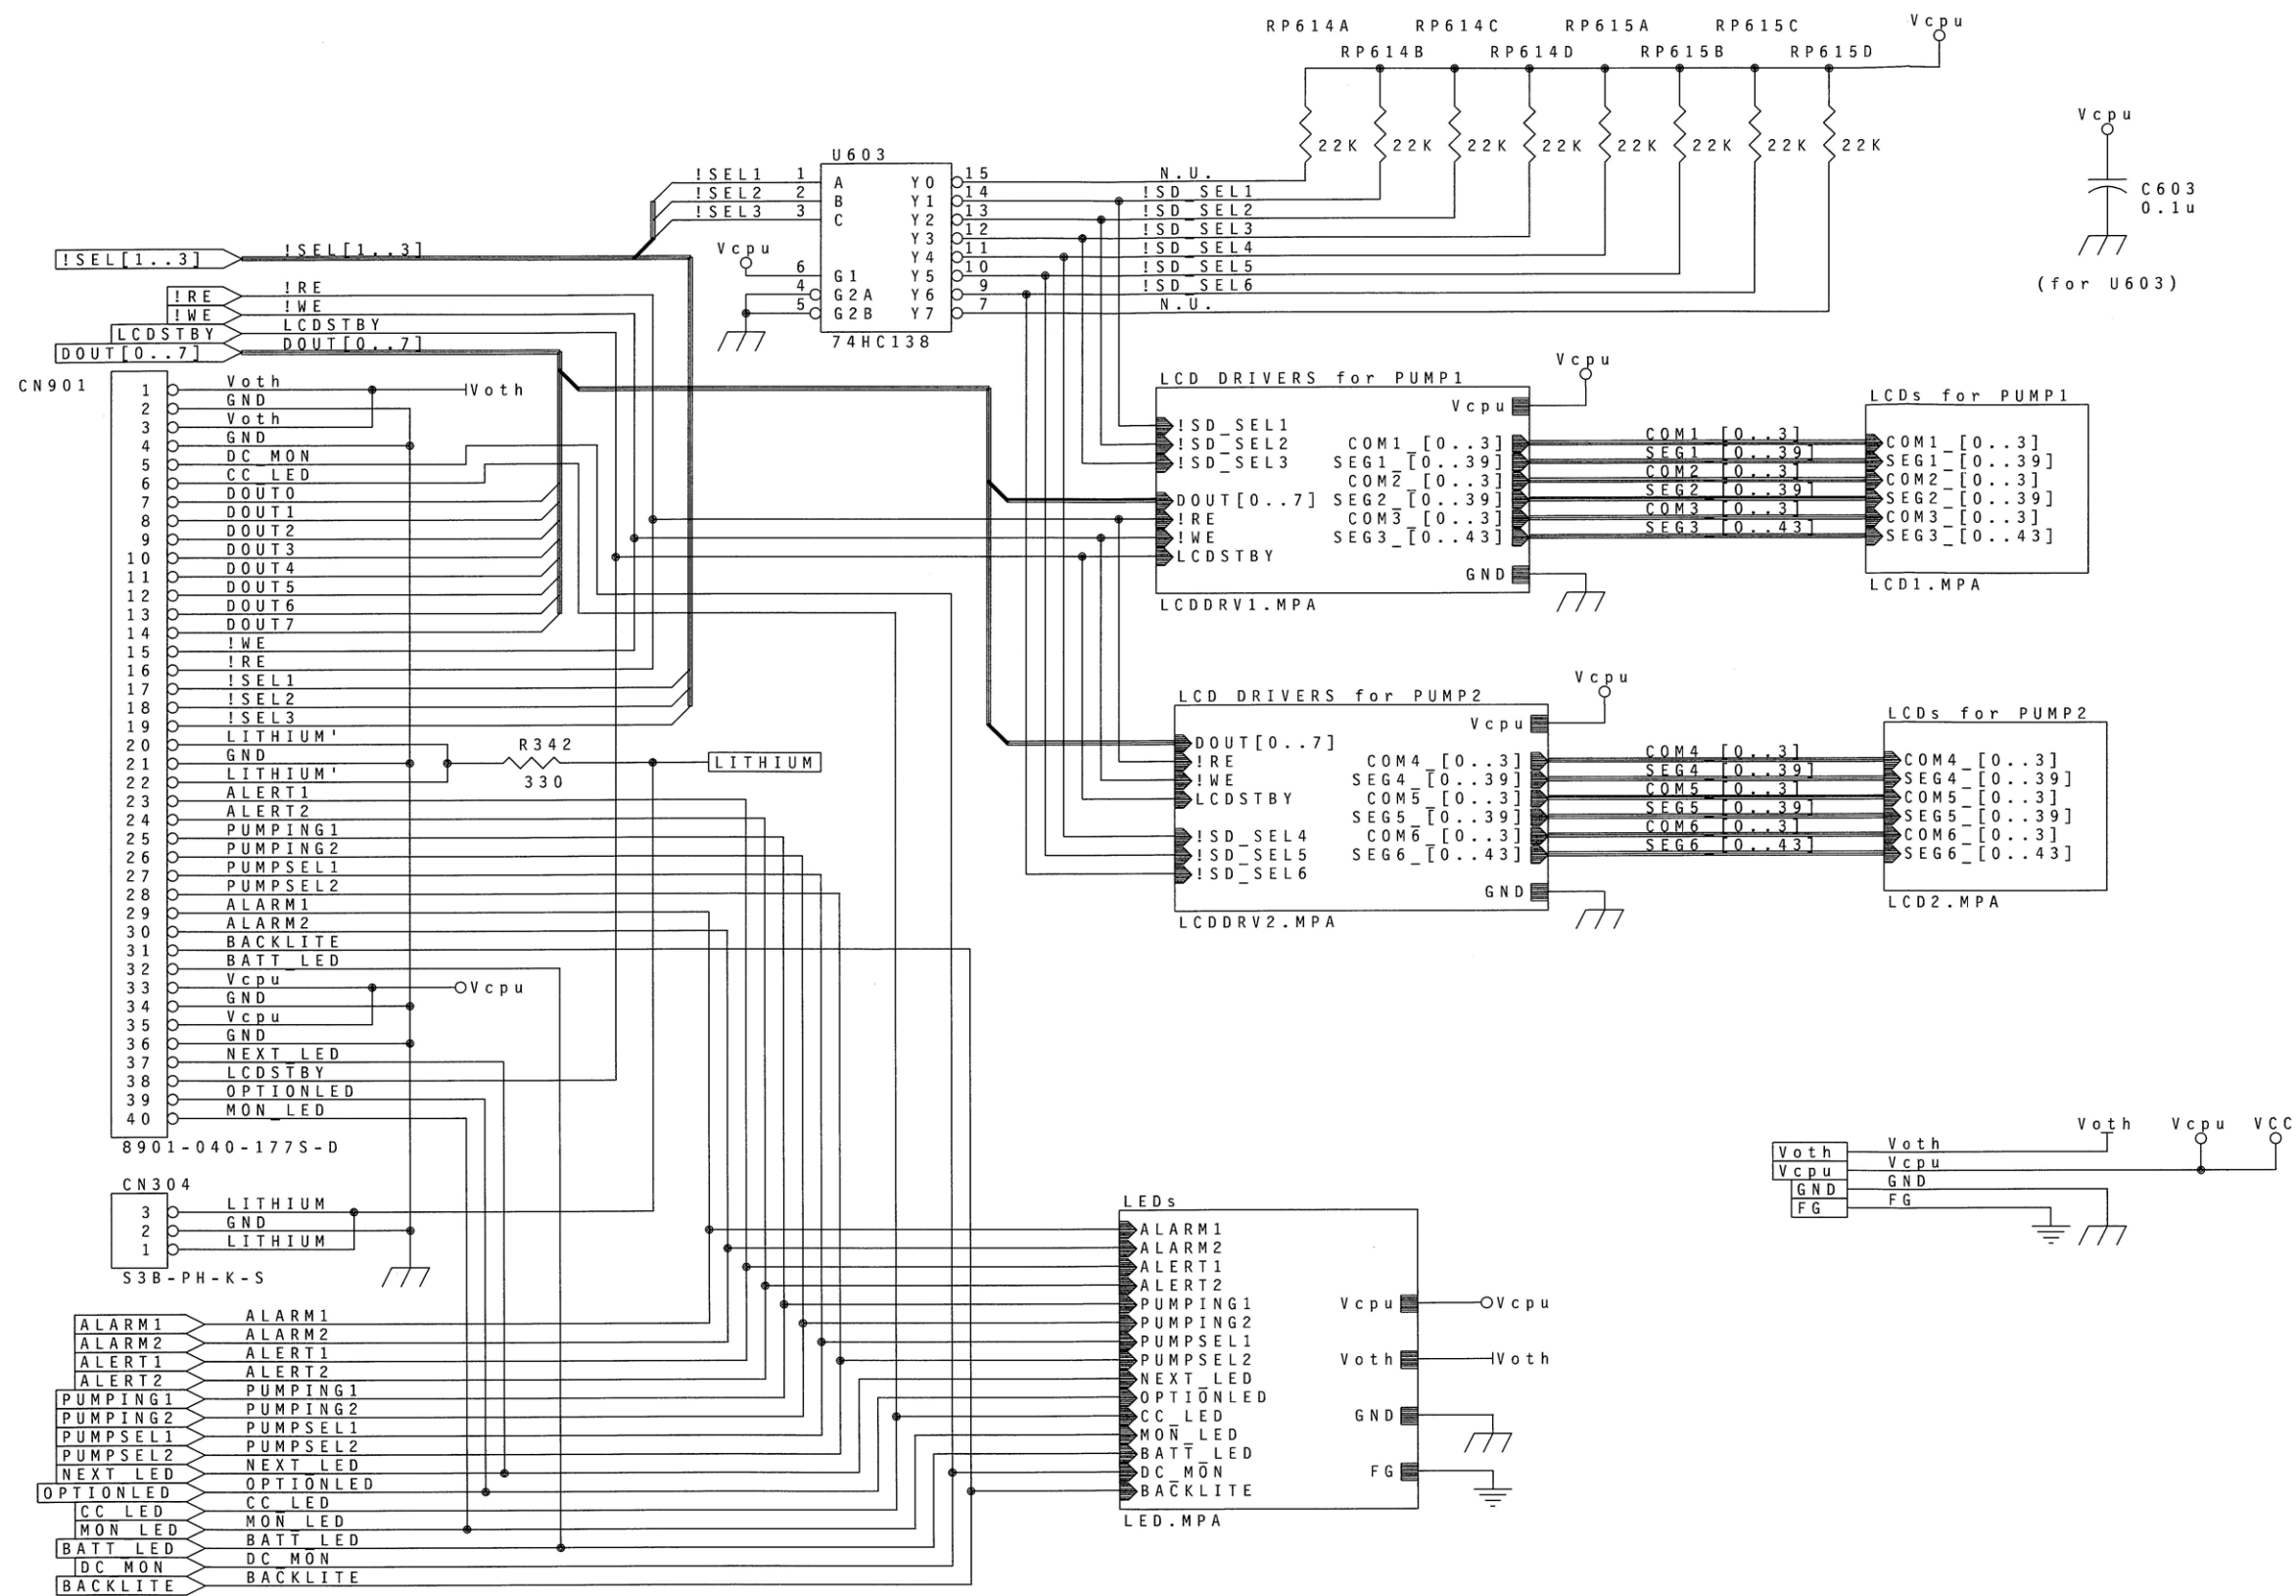 RP614A RP614C RP615A RP615C Vcpu
RP614B RP614D RP615B RP615D
22K 22K 22K 22K 22K 22K 22K 22K
Vcpu
C603
0.1u
(for U603)
U603
!SEL1 1 A Y0 15 N.U.
!SEL2 2 B Y1 14 !SD_SEL1
!SEL3 3 C Y2 13 !SD_SEL2
Y3 12 !SD_SEL3
Vcpu Y4 11 !SD_SEL4
6 G1 Y5 10 !SD_SEL5
4 G2A Y6 9 !SD_SEL6
5 G2B Y7 7 N.U.
74HC138
!SEL[1..3] !SEL[1..3]
!RE !RE
!WE !WE
LCDSTBY LCDSTBY
DOUT[0..7] DOUT[0..7]
CN901
1 Voth Voth
2 GND
3 Voth
4 GND
5 DC_MON
6 CC_LED
7 DOUT0
8 DOUT1
9 DOUT2
10 DOUT3
11 DOUT4
12 DOUT5
13 DOUT6
14 DOUT7
15 !WE
16 !RE
17 !SEL1
18 !SEL2
19 !SEL3
20 LITHIUM'
21 GND
22 LITHIUM'
23 ALERT1
24 ALERT2
25 PUMPING1
26 PUMPING2
27 PUMPSEL1
28 PUMPSEL2
29 ALARM1
30 ALARM2
31 BACKLITE
32 BATT_LED
33 Vcpu Vcpu
34 GND
35 Vcpu
36 GND
37 NEXT_LED
38 LCDSTBY
39 OPTIONLED
40 MON_LED
8901-040-177S-D
R342
330
LITHIUM
CN304
3 LITHIUM
2 GND
1 LITHIUM
S3B-PH-K-S
LCD DRIVERS for PUMP1
Vcpu
Vcpu
!SD_SEL1
!SD_SEL2
!SD_SEL3
DOUT[0..7]
!RE
!WE
LCDSTBY
COM1_[0..3]
SEG1_[0..39]
COM2_[0..3]
SEG2_[0..39]
COM3_[0..3]
SEG3_[0..43]
GND
LCDDRV1.MPA
COM1_[0..3]
SEG1_[0..39]
COM2_[0..3]
SEG2_[0..39]
COM3_[0..3]
SEG3_[0..43]
LCDs for PUMP1
COM1_[0..3]
SEG1_[0..39]
COM2_[0..3]
SEG2_[0..39]
COM3_[0..3]
SEG3_[0..43]
LCD1.MPA
LCD DRIVERS for PUMP2
Vcpu
Vcpu
DOUT[0..7]
!RE
!WE
LCDSTBY
!SD_SEL4
!SD_SEL5
!SD_SEL6
COM4_[0..3]
SEG4_[0..39]
COM5_[0..3]
SEG5_[0..39]
COM6_[0..3]
SEG6_[0..43]
GND
LCDDRV2.MPA
COM4_[0..3]
SEG4_[0..39]
COM5_[0..3]
SEG5_[0..39]
COM6_[0..3]
SEG6_[0..43]
LCDs for PUMP2
COM4_[0..3]
SEG4_[0..39]
COM5_[0..3]
SEG5_[0..39]
COM6_[0..3]
SEG6_[0..43]
LCD2.MPA
Voth Vcpu VCC
Voth Voth
Vcpu Vcpu
GND GND
FG FG
LEDs
ALARM1
ALARM2
ALERT1
ALERT2
PUMPING1
PUMPING2
PUMPSEL1
PUMPSEL2
NEXT_LED
OPTIONLED
CC_LED
MON_LED
BATT_LED
DC_MON
BACKLITE
Vcpu Vcpu
Voth Voth
GND
FG
LED.MPA
ALARM1 ALARM1
ALARM2 ALARM2
ALERT1 ALERT1
ALERT2 ALERT2
PUMPING1 PUMPING1
PUMPING2 PUMPING2
PUMPSEL1 PUMPSEL1
PUMPSEL2 PUMPSEL2
NEXT_LED NEXT_LED
OPTIONLED OPTIONLED
CC_LED CC_LED
MON_LED MON_LED
BATT_LED BATT_LED
DC_MON DC_MON
BACKLITE BACKLITE